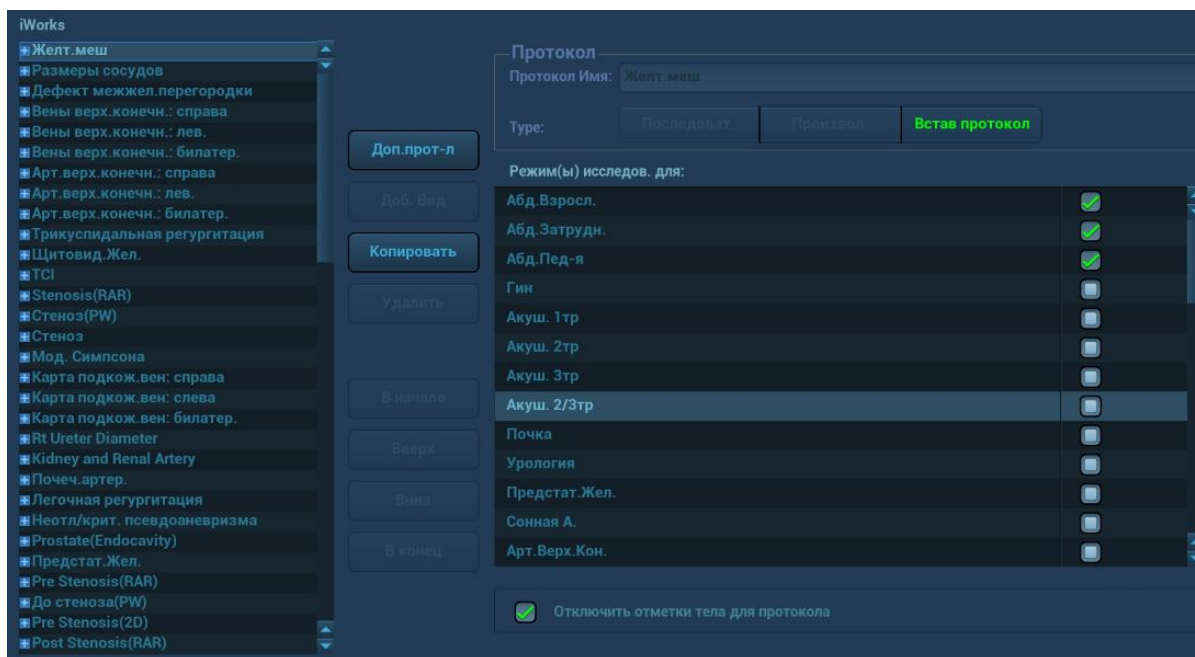 iWorks
Желт.меш
Размеры сосудов
Дефект межжел.перегородки
Вены верх.конечн.: справа
Вены верх.конечн.: лев.
Вены верх.конечн.: билатер.
Арт.верх.конечн.: справа
Арт.верх.конечн.: лев.
Арт.верх.конечн.: билатер.
Трикуспидальная регургитация
Щитовид.Жел.
TCI
Stenosis(RAR)
Стеноз(PW)
Стеноз
Мод. Симпсона
Карта подкож.вен: справа
Карта подкож.вен: слева
Карта подкож.вен: билатер.
Rt Ureter Diameter
Kidney and Renal Artery
Почеч.артер.
Легочная регургитация
Неотл/крит. псевдоаневризма
Prostate(Endocavity)
Предстат.Жел.
Pre Stenosis(RAR)
До стеноза(PW)
Pre Stenosis(2D)
Post Stenosis(RAR)
Доп.прот-л
Доб. Вид
Копировать
Удалить
В начало
Вверх
Вниз
В конец
Протокол
Протокол Имя: Желт.меш
Type: Последоват. Произвол. Встав протокол
Режим(ы) исследов. для:
Абд.Взросл.
Абд.Затрудн.
Абд.Пед-я
Гин
Акуш. 1тр
Акуш. 2тр
Акуш. 3тр
Акуш. 2/3тр
Почка
Урология
Предстат.Жел.
Сонная А.
Арт.Верх.Кон.
Отключить отметки тела для протокола